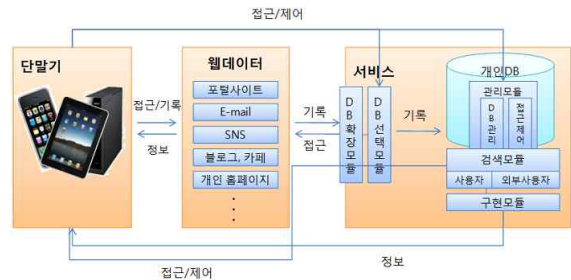 접근/제어
단말기
웹데이터
서비스
포털사이트
E-mail
SNS
블로그, 카페
개인 홈페이지
접근/기록
정보
기록
접근
DB확장모듈
DB선택모듈
기록
개인DB
관리모듈
DB관리
접근제어
검색모듈
사용자
외부사용자
구현모듈
정보
접근/제어